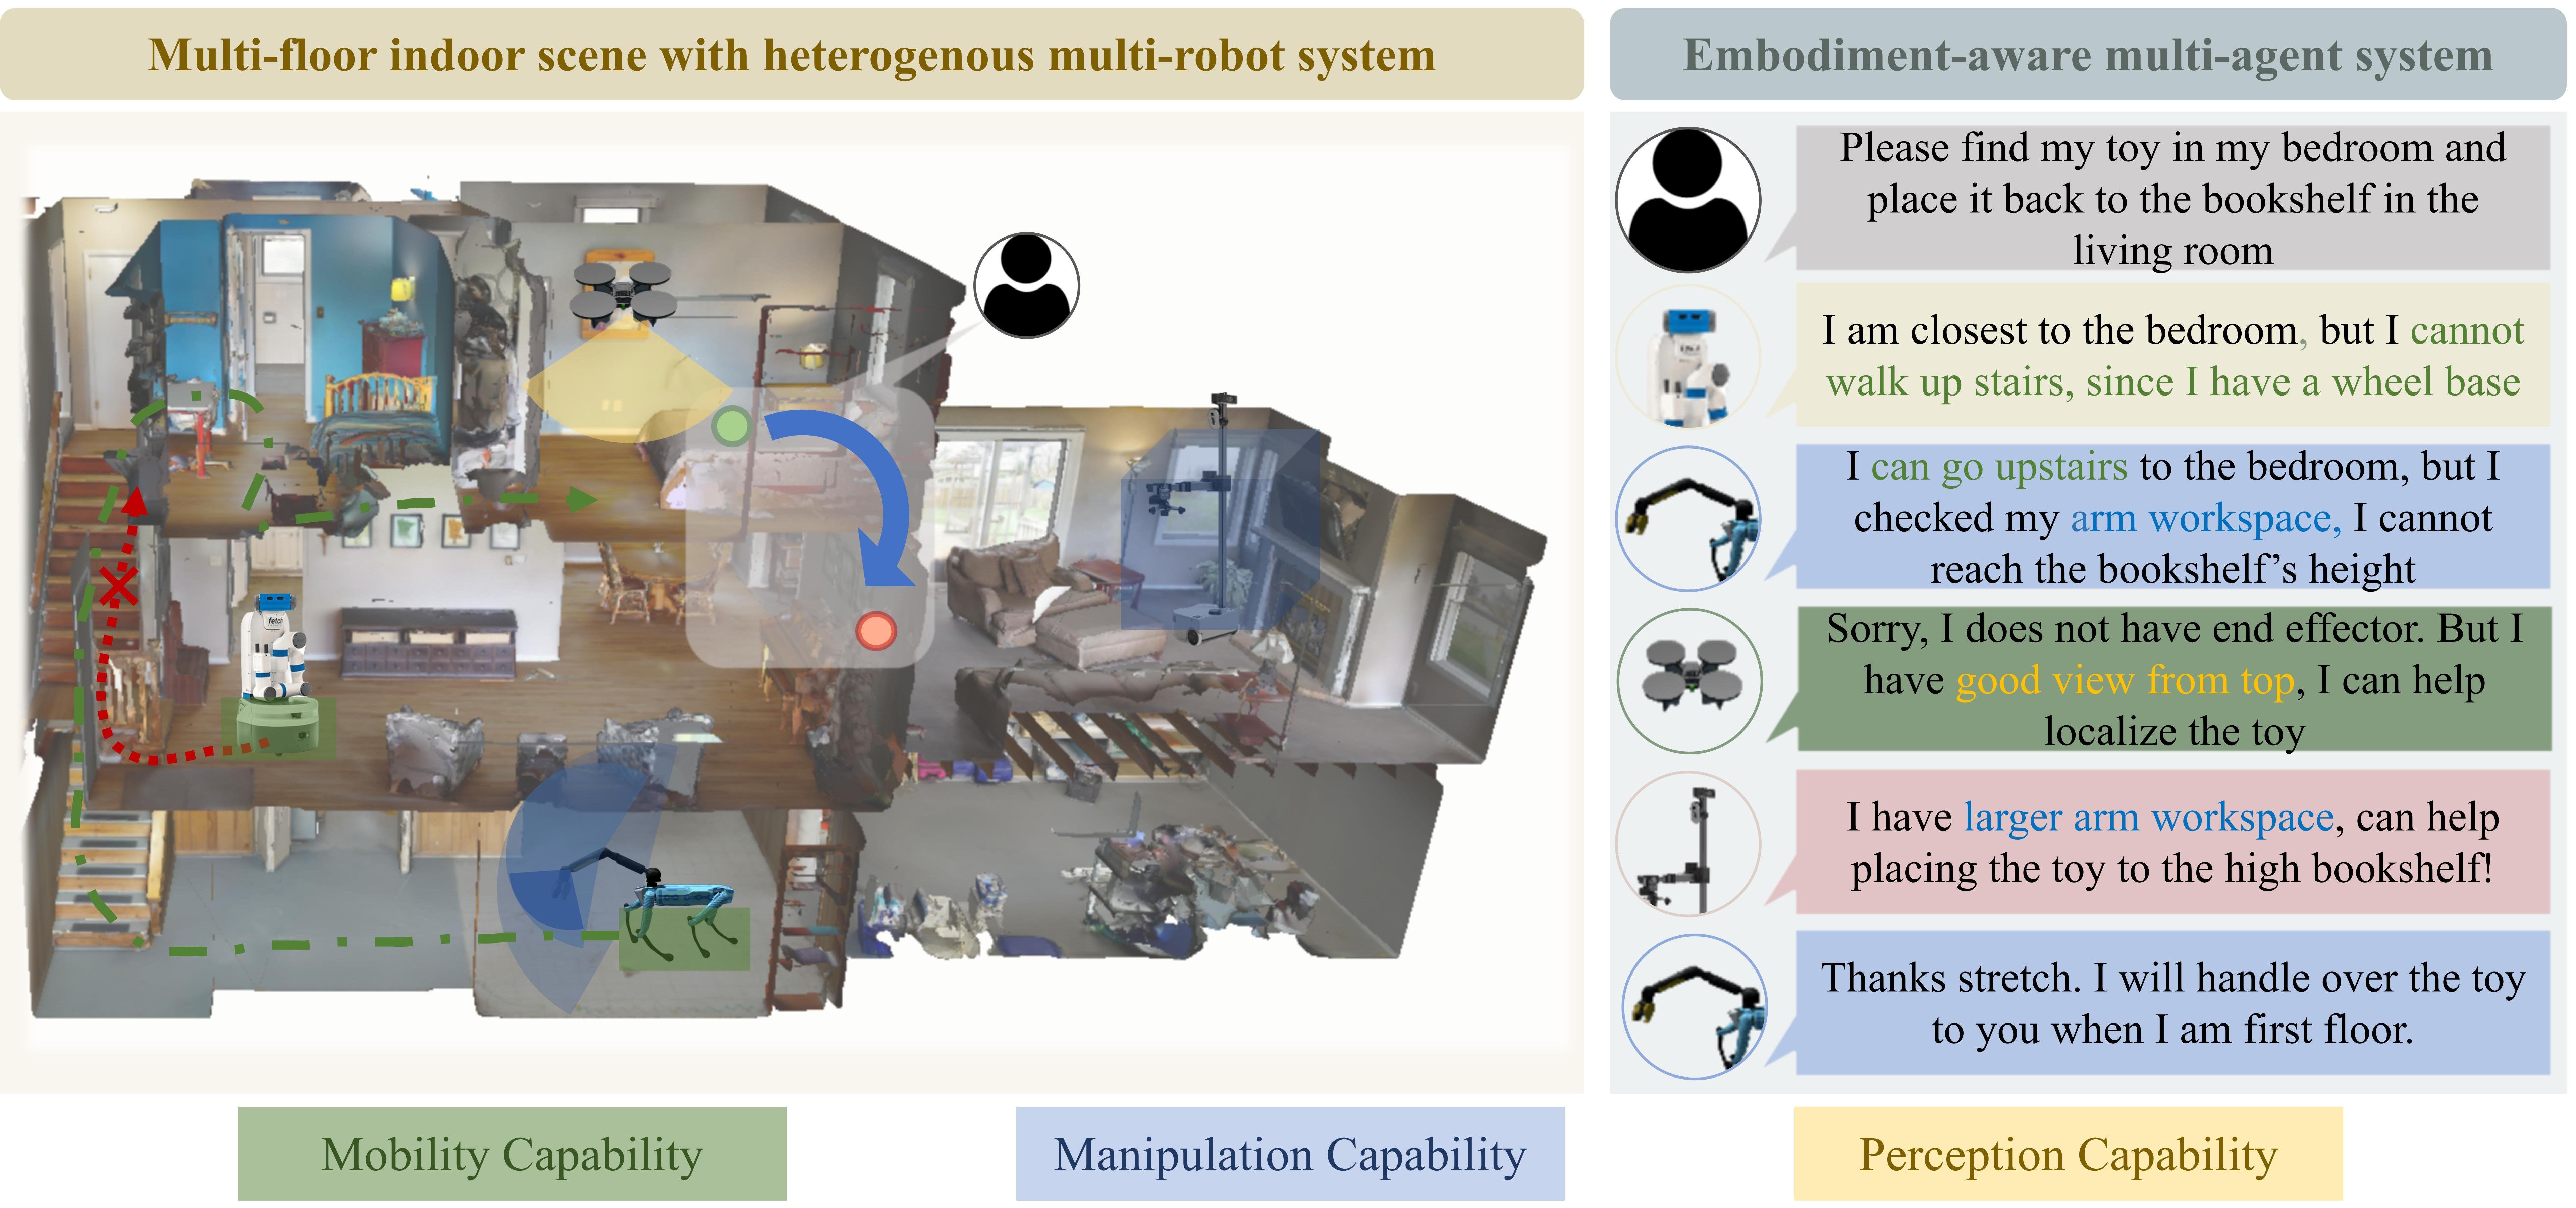 Multi-floor indoor scene with heterogenous multi-robot system
fetch
Embodiment-aware multi-agent system
Please find my toy in my bedroom and
place it back to the bookshelf in the
living room
I am closest to the bedroom, but I cannot
walk up stairs, since I have a wheel base
I can go upstairs to the bedroom, but I
checked my arm workspace, I cannot
reach the bookshelf’s height
Sorry, I does not have end effector. But I
have good view from top, I can help
localize the toy
I have larger arm workspace, can help
placing the toy to the high bookshelf!
Thanks stretch. I will handle over the toy
to you when I am first floor.
Mobility Capability
Manipulation Capability
Perception Capability